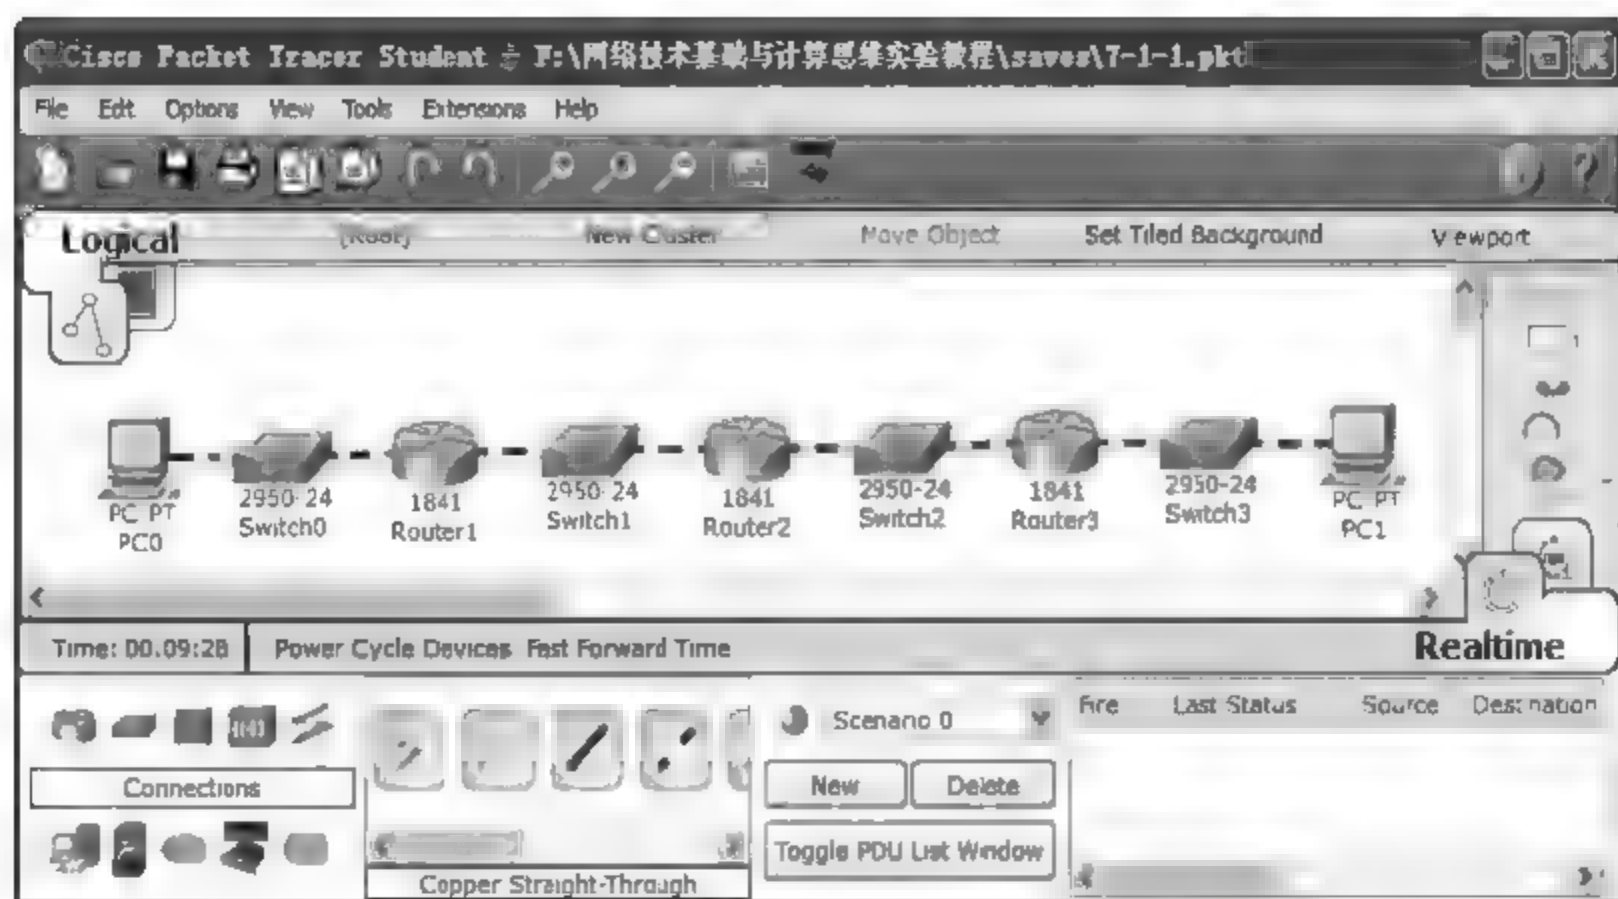 Cisco Packet Tracer Student F:\网络技术基础与计算思维实验教程\saves\7-1-1.pkt
File Edit Options View Tools Extensions Help
Logical [Root] New Cluster Move Object Set Tiled Background Viewport
PC-PT
PC0
2950-24
Switch0
1841
Router1
2950-24
Switch1
1841
Router2
2950-24
Switch2
1841
Router3
2950-24
Switch3
PC-PT
PC1
Time: 00:09:28 Power Cycle Devices Fast Forward Time Realtime
Connections
Copper Straight-Through
Scenario 0
New Delete
Toggle PDU List Window
Fire Last Status Source Destination